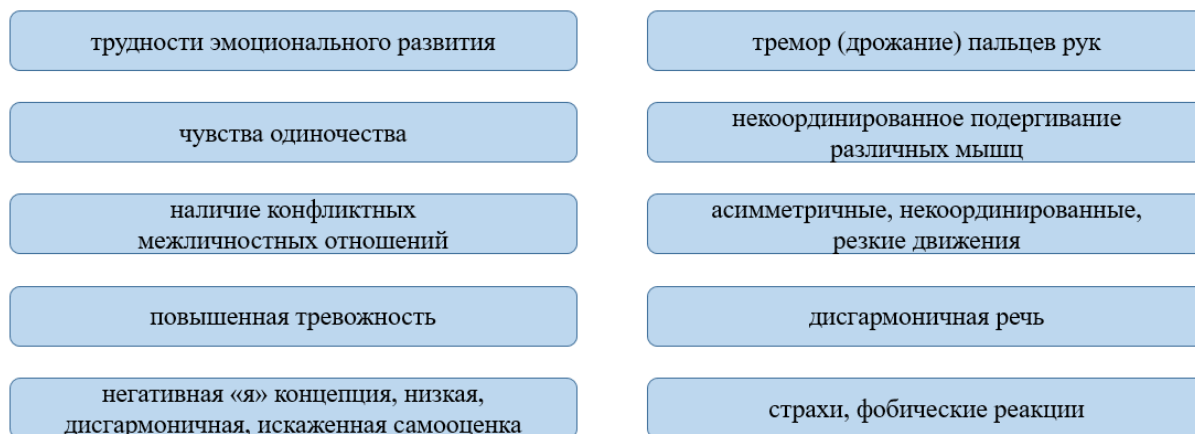 трудности эмоционального развития
тремор (дрожание) пальцев рук
чувства одиночества
некоординированное подергивание
различных мышц
наличие конфликтных
межличностных отношений
асимметричные, некоординированные,
резкие движения
повышенная тревожность
дисгармоничная речь
негативная «я» концепция, низкая,
дисгармоничная, искаженная самооценка
страхи, фобические реакции